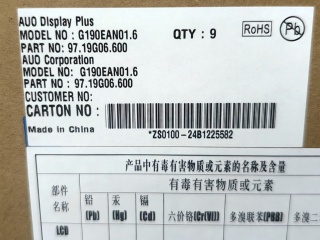 AUO Display Plus
MODEL NO : G190EAN01.6 QTY : 9 RoHS Pb
PART NO: 97.19G06.600
AUO Corporation
MODEL NO : G190EAN01.6
PART NO: 97.19G06.600
CUSTOMER NO:
CARTON NO :
Made in China *ZS0100-24B1225582
产品中有毒有害物质或元素的名称及含量
部件名称 有毒有害物质或元素
铅 (Pb) 汞 (Hg) 镉 (Cd) 六价铬(Cr(VI)) 多溴联苯(PBB) 多溴二
LCD